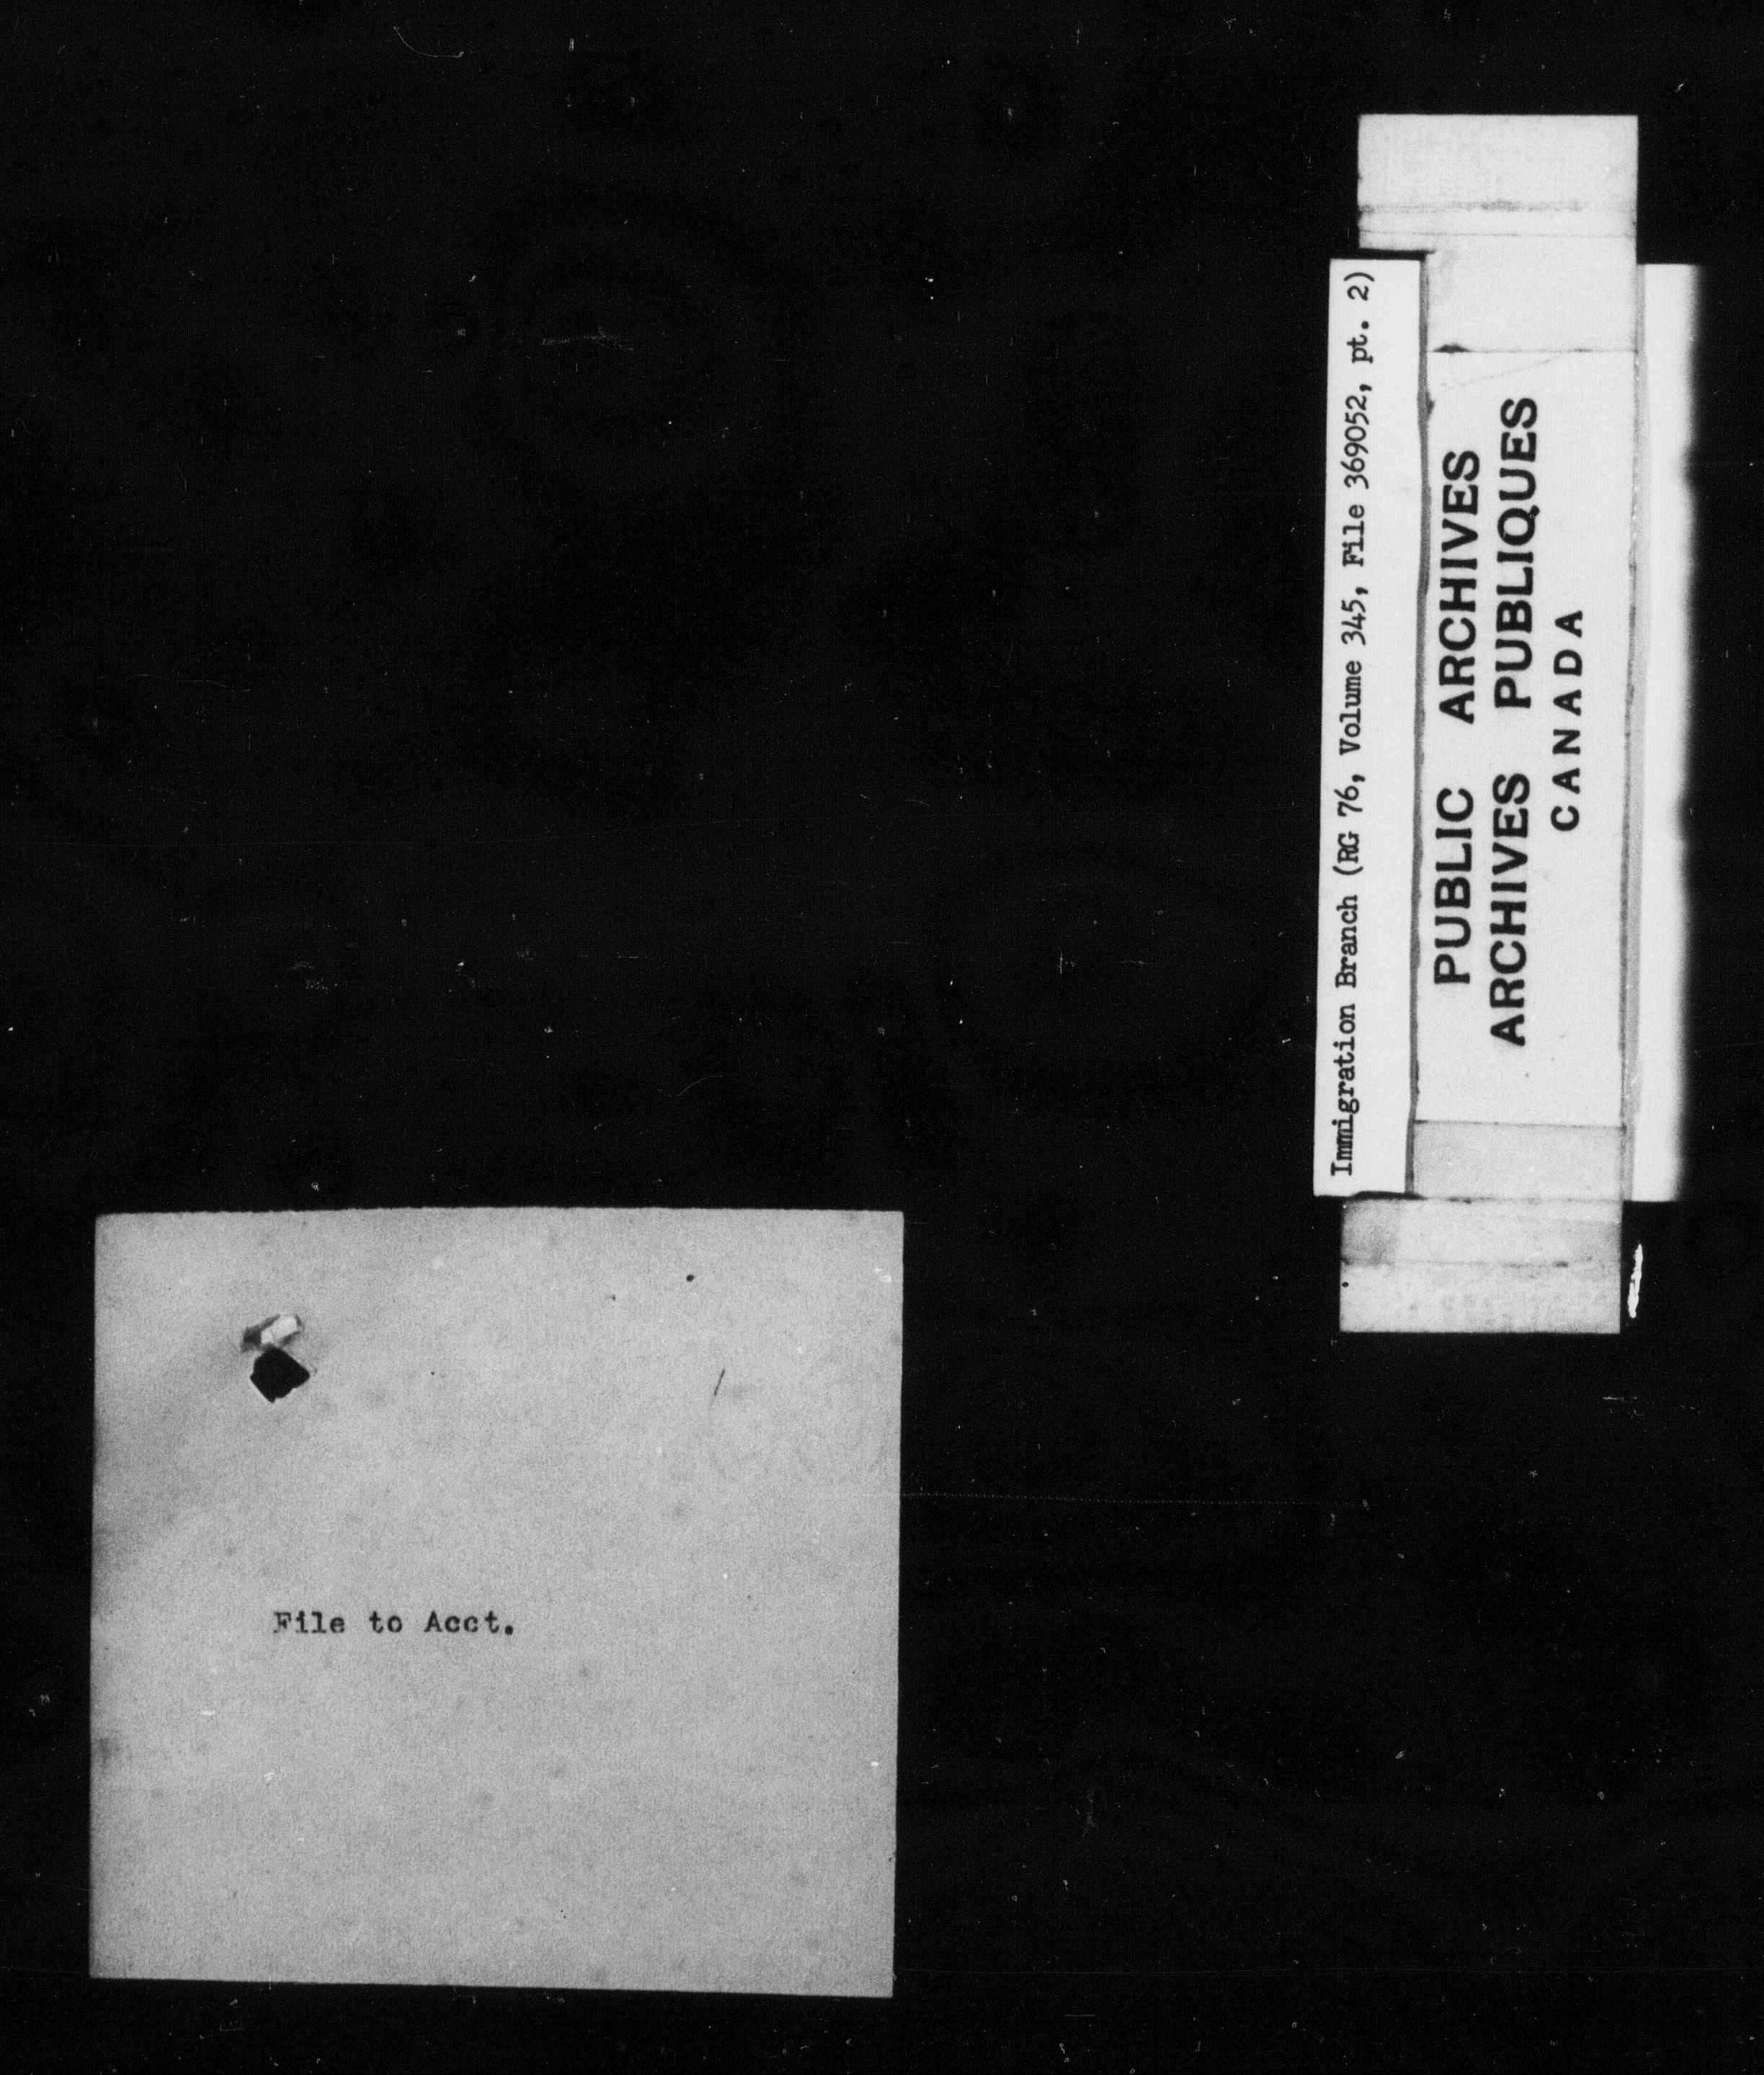 Immigration Branch (RG 76, Volume 345, File 369052, pt. 2)
PUBLIC ARCHIVES
ARCHIVES PUBLIQUES
CANADA
File to Acct.